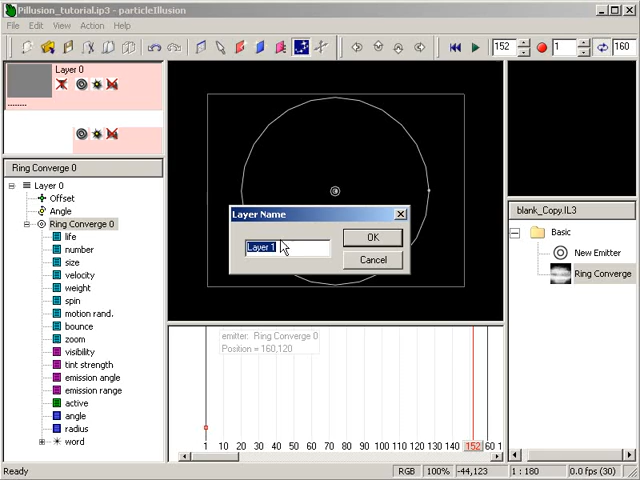 Pillusion_tutorial.ip3 - particleIllusion
File Edit View Action Help
152
1
160
Layer 0
Ring Converge 0
Layer 0
Offset
Angle
Ring Converge 0
life
number
size
velocity
weight
spin
motion rand.
bounce
zoom
visibility
tint strength
emission angle
emission range
active
angle
radius
word
Layer Name
Layer 1
OK
Cancel
blank_Copy.IL3
Basic
New Emitter
Ring Converge
emitter: Ring Converge 0
Position = 160,120
1 10 20 30 40 50 60 70 80 90 100 110 120 130 140 152 60 1
Ready
RGB 100% -44,123 1 : 180 0.0 fps (30)